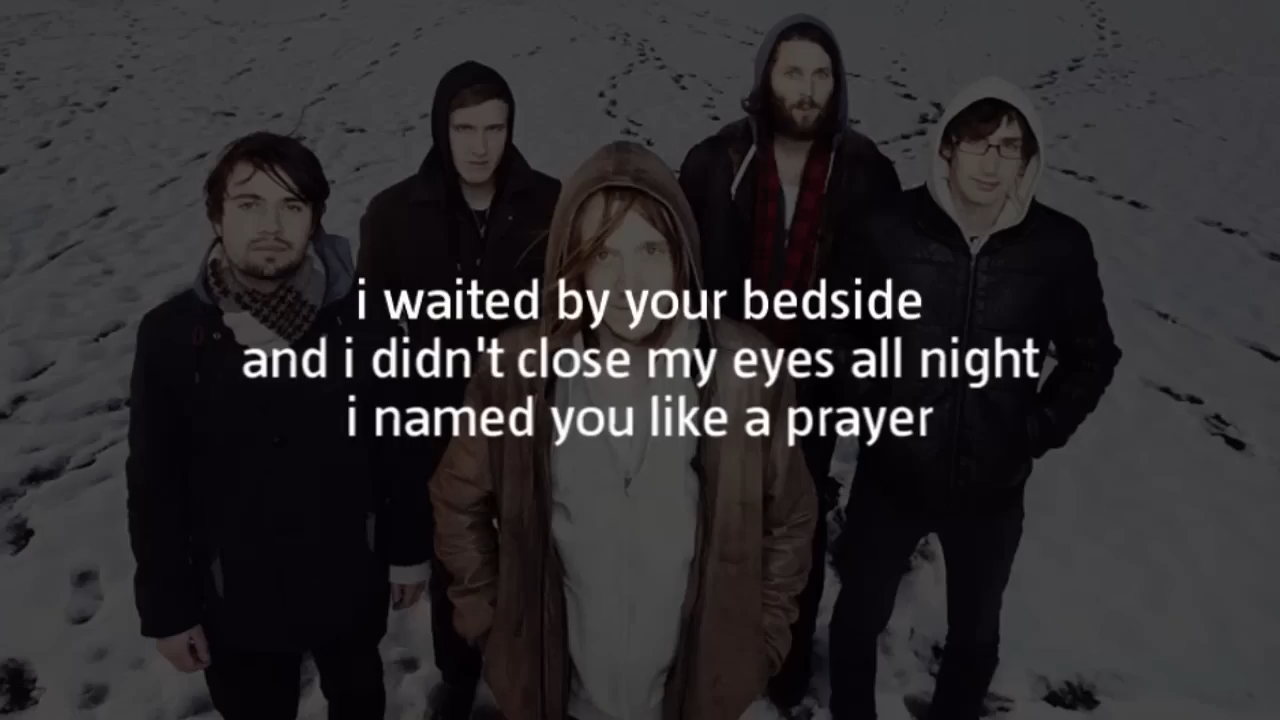 i waited by your bedside
and i didn't close my eyes all night
i named you like a prayer